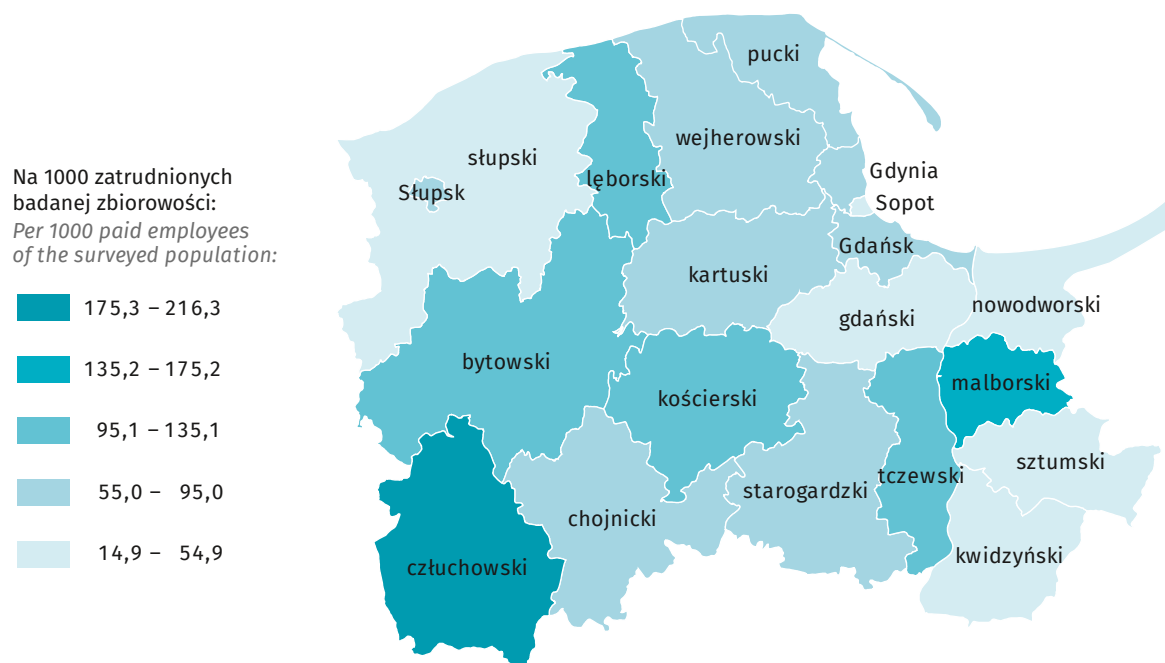 Na 1000 zatrudnionych
badanej zbiorowości:
Per 1000 paid employees
of the surveyed population:
175,3 – 216,3
135,2 – 175,2
95,1 – 135,1
55,0 – 95,0
14,9 – 54,9
pucki
wejherowski
słupski
Słupsk
lęborski
Gdynia
Sopot
Gdańsk
kartuski
nowodworski
gdański
bytowski
malborski
kościerski
sztumski
tczewski
starogardzki
chojnicki
kwidzyński
człuchowski